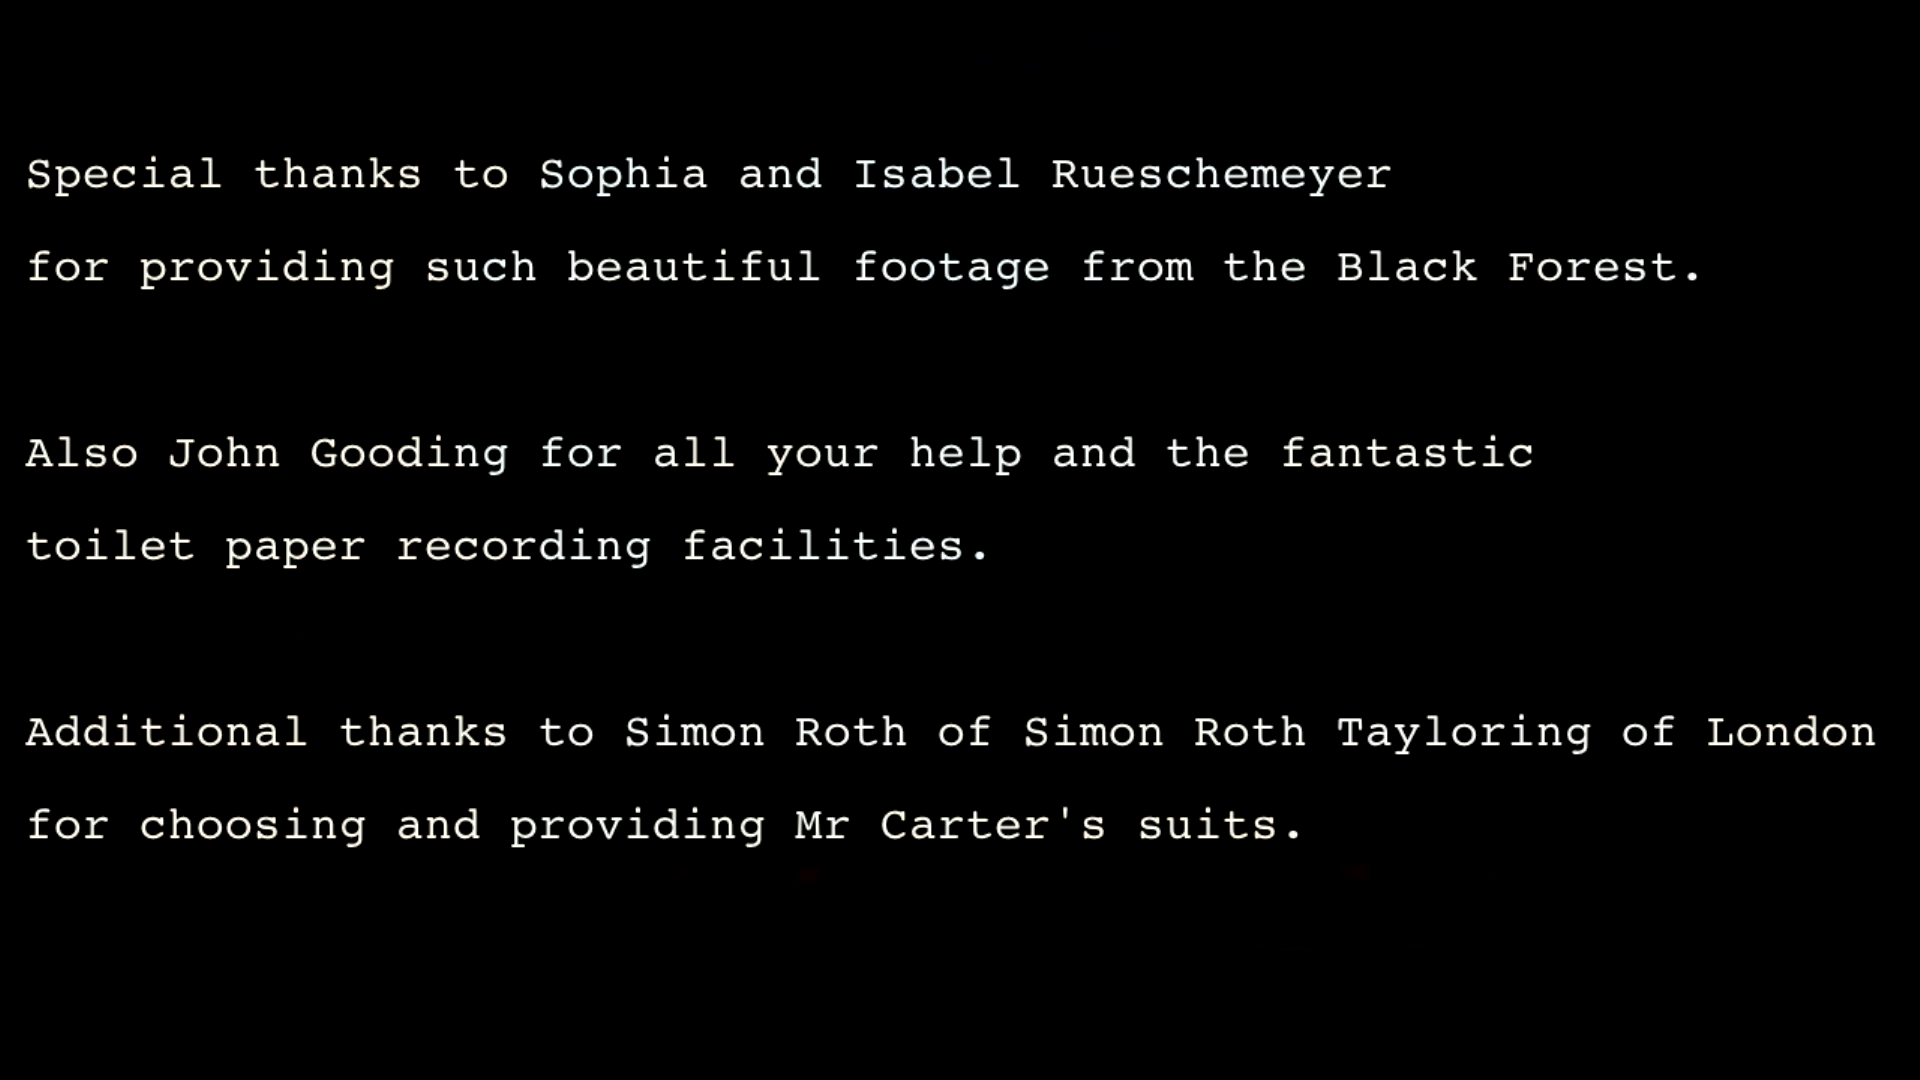 Special thanks to Sophia and Isabel Rueschemeyer
for providing such beautiful footage from the Black Forest.
Also John Gooding for all your help and the fantastic
toilet paper recording facilities.
Additional thanks to Simon Roth of Simon Roth Tayloring of London
for choosing and providing Mr Carter's suits.